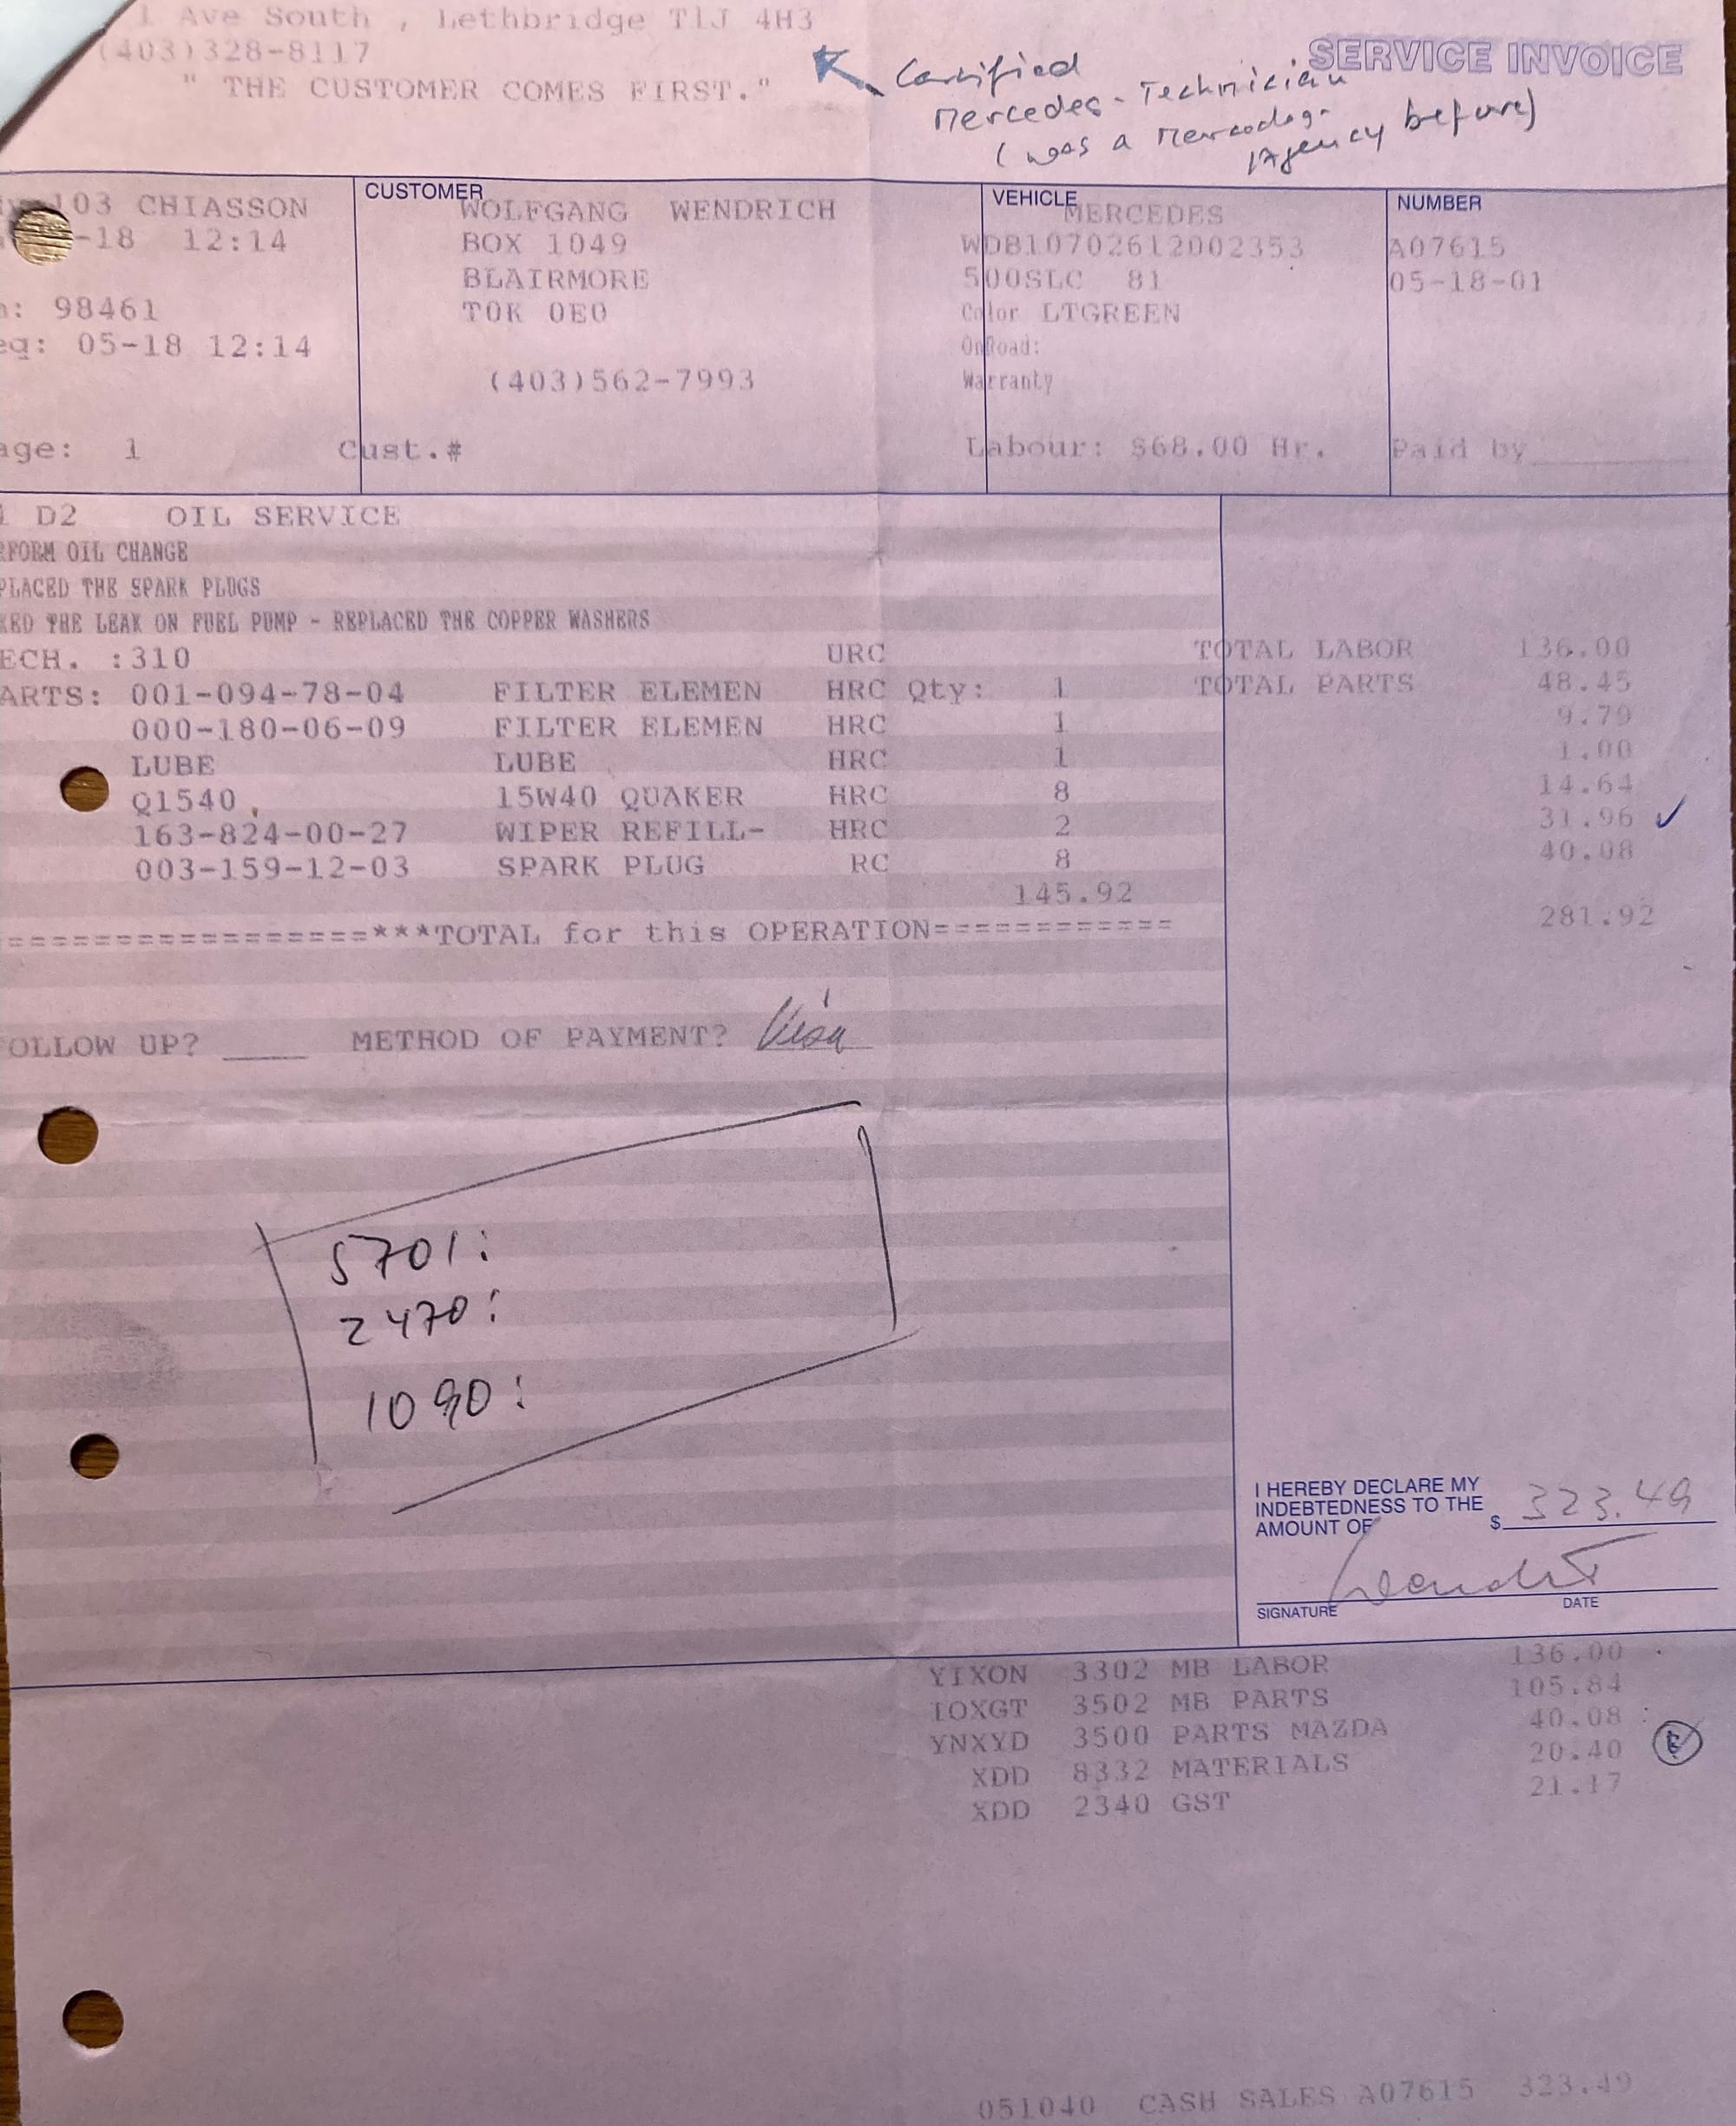 1 Ave South , Lethbridge T1J 4H3
(403)328-8117
" THE CUSTOMER COMES FIRST."
SERVICE INVOICE
Certified
Mercedes-Technician
(was a Mercedes-
Agency before)
103 CHIASSON
-18 12:14
: 98461
eq: 05-18 12:14
age: 1 Cust.#
CUSTOMER
WOLFGANG WENDRICH
BOX 1049
BLAIRMORE
T0K 0E0
(403)562-7993
VEHICLE
MERCEDES
WDB10702612002353
500SLC 81
Color LTGREEN
OnRoad:
Warranty
Labour: $68.00 Hr.
NUMBER
A07615
05-18-01
Paid by
1 D2 OIL SERVICE
RFORM OIL CHANGE
PLACED THE SPARK PLUGS
KED THE LEAK ON FUEL PUMP - REPLACED THE COPPER WASHERS
ECH. :310 URC TOTAL LABOR 136.00
ARTS: 001-094-78-04 FILTER ELEMEN HRC Qty: 1 TOTAL PARTS 48.45
000-180-06-09 FILTER ELEMEN HRC 1 9.79
LUBE LUBE HRC 1 1.00
Q1540 15W40 QUAKER HRC 8 14.64
163-824-00-27 WIPER REFILL- HRC 2 31.96 ✓
003-159-12-03 SPARK PLUG RC 8 40.08
145.92
==================***TOTAL for this OPERATION============ 281.92
OLLOW UP? ____ METHOD OF PAYMENT? Visa
5701:
2470:
1090:
I HEREBY DECLARE MY
INDEBTEDNESS TO THE
AMOUNT OF $ 323.49
SIGNATURE DATE
YIXON 3302 MB LABOR 136.00
IOXGT 3502 MB PARTS 105.84
YNXYD 3500 PARTS MAZDA 40.08
XDD 8332 MATERIALS 20.40
XDD 2340 GST 21.17
051040 CASH SALES A07615 323.49